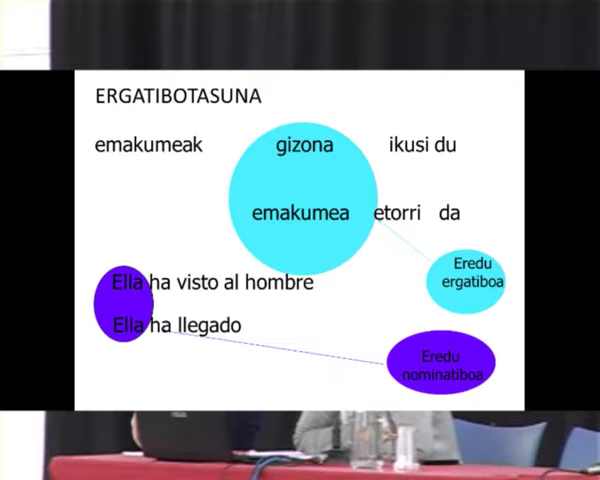 ERGATIBOTASUNA
emakumeak gizona ikusi du
emakumea etorri da
Ella ha visto al hombre
Ella ha llegado
Eredu
ergatiboa
Eredu
nominatiboa